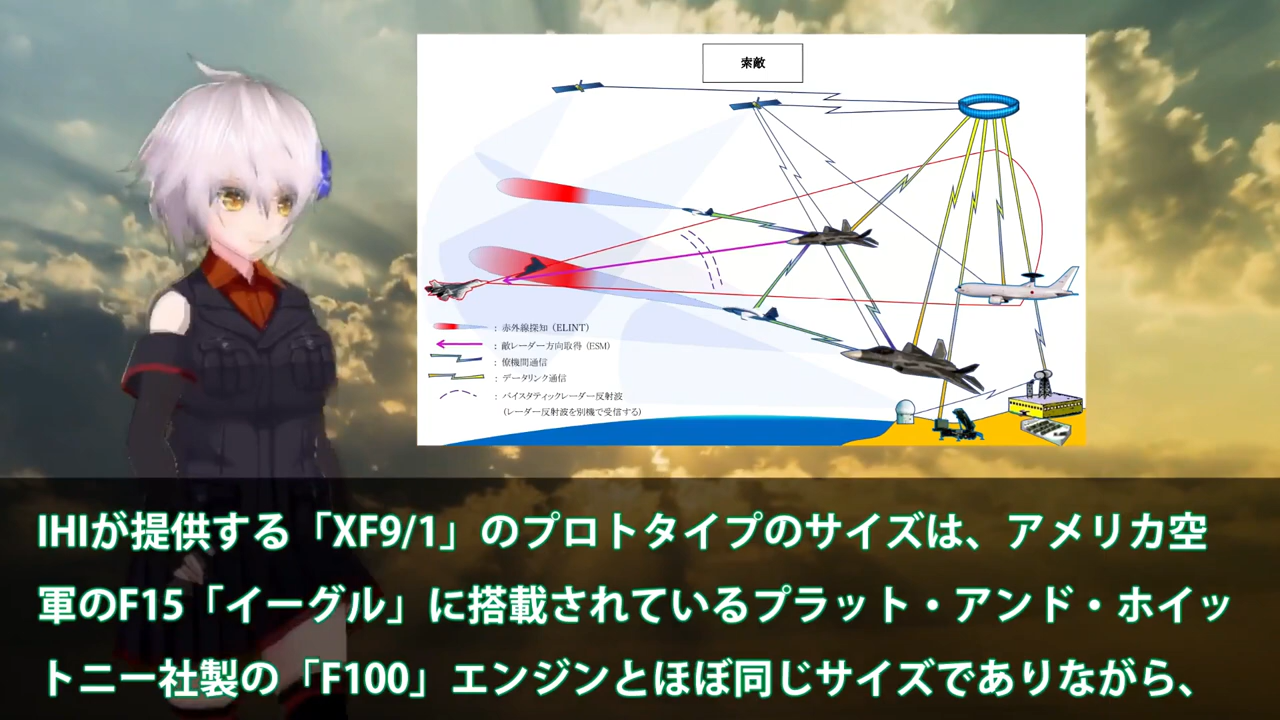 索敵
：赤外線探知（ELINT）
：敵レーダー方向取得（ESM）
：僚機間通信
：データリンク通信
：バイスタティックレーダー反射波
（レーダー反射波を別機で受信する）
IHIが提供する「XF9/1」のプロトタイプのサイズは、アメリカ空
軍のF15「イーグル」に搭載されているプラット・アンド・ホイッ
トニー社製の「F100」エンジンとほぼ同じサイズでありながら、